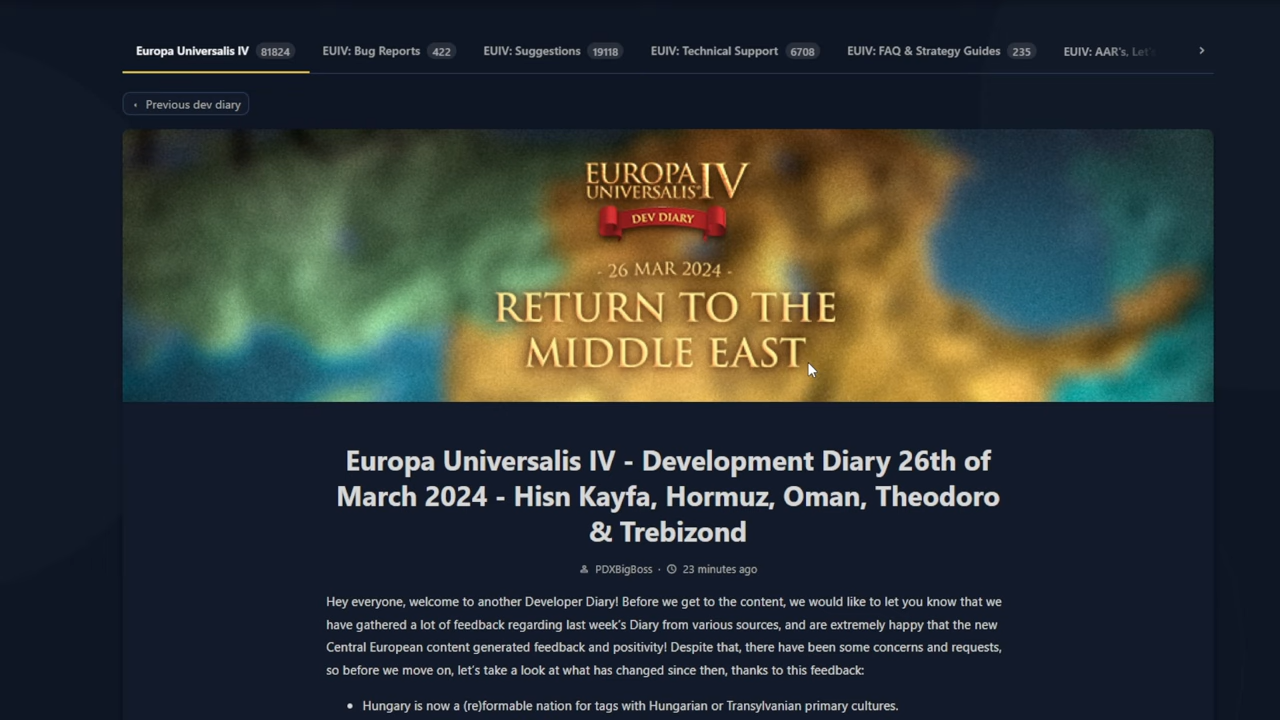 Europa Universalis IV 81824 EUIV: Bug Reports 422 EUIV: Suggestions 19118 EUIV: Technical Support 6708 EUIV: FAQ & Strategy Guides 235 EUIV: AAR's, Let's
Previous dev diary
EUROPA
UNIVERSALIS IV
DEV DIARY
- 26 MAR 2024 -
RETURN TO THE
MIDDLE EAST
Europa Universalis IV - Development Diary 26th of
March 2024 - Hisn Kayfa, Hormuz, Oman, Theodoro
& Trebizond
PDXBigBoss · 23 minutes ago
Hey everyone, welcome to another Developer Diary! Before we get to the content, we would like to let you know that we
have gathered a lot of feedback regarding last week's Diary from various sources, and are extremely happy that the new
Central European content generated feedback and positivity! Despite that, there have been some concerns and requests,
so before we move on, let's take a look at what has changed since then, thanks to this feedback:
• Hungary is now a (re)formable nation for tags with Hungarian or Transylvanian primary cultures.